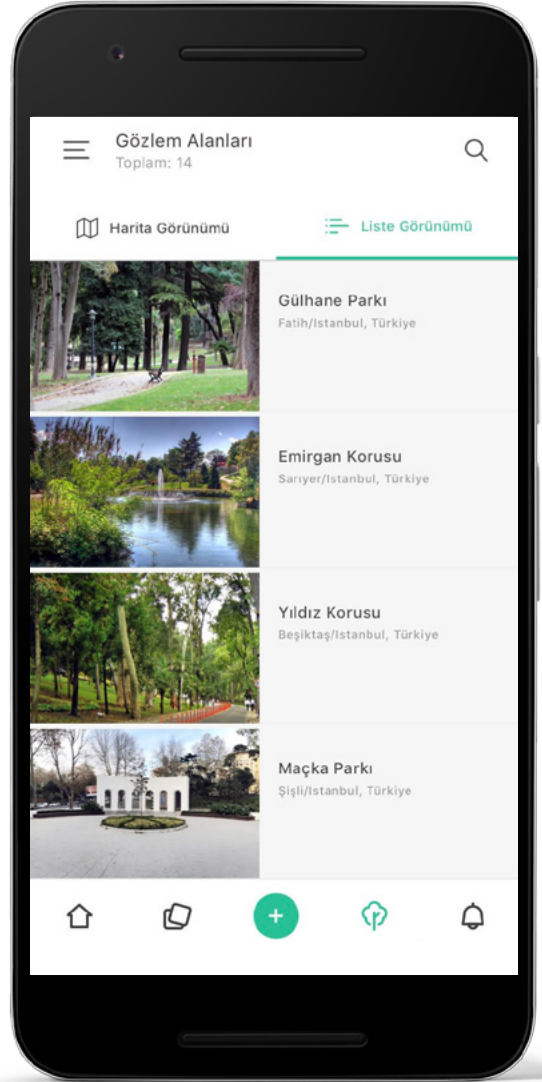 Gözlem Alanları
Toplam: 14
Harita Görünümü
Liste Görünümü
Gülhane Parkı
Fatih/Istanbul, Türkiye
Emirgan Korusu
Sarıyer/Istanbul, Türkiye
Yıldız Korusu
Beşiktaş/Istanbul, Türkiye
Maçka Parkı
Şişli/Istanbul, Türkiye